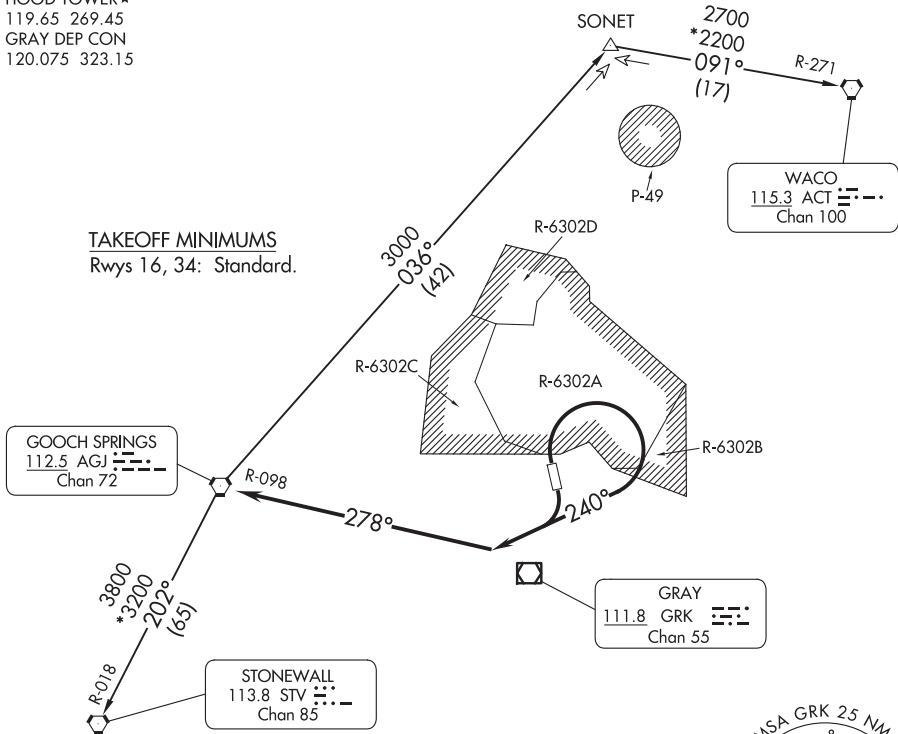 HOOD TOWER★
119.65 269.45
GRAY DEP CON
120.075 323.15
SONET
2700
*2200
091°
(17)
R-271
P-49
WACO
115.3 ACT
Chan 100
TAKEOFF MINIMUMS
Rwys 16, 34: Standard.
3000
036°
(42)
R-6302D
R-6302C
R-6302A
R-6302B
GOOCH SPRINGS
112.5 AGJ
Chan 72
R-098
278°
240°
GRAY
111.8 GRK
Chan 55
3800
*3200
202°
(65)
R-018
STONEWALL
113.8 STV
Chan 85
MSA GRK 25 NM